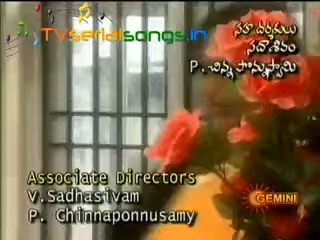 TVserialsongs.in
సహ దర్శకులు
సదాశివం
P. చిన్న పొన్నుస్వామి
Associate Directors
V.Sadhasivam
P. Chinnaponnusamy
GEMINI